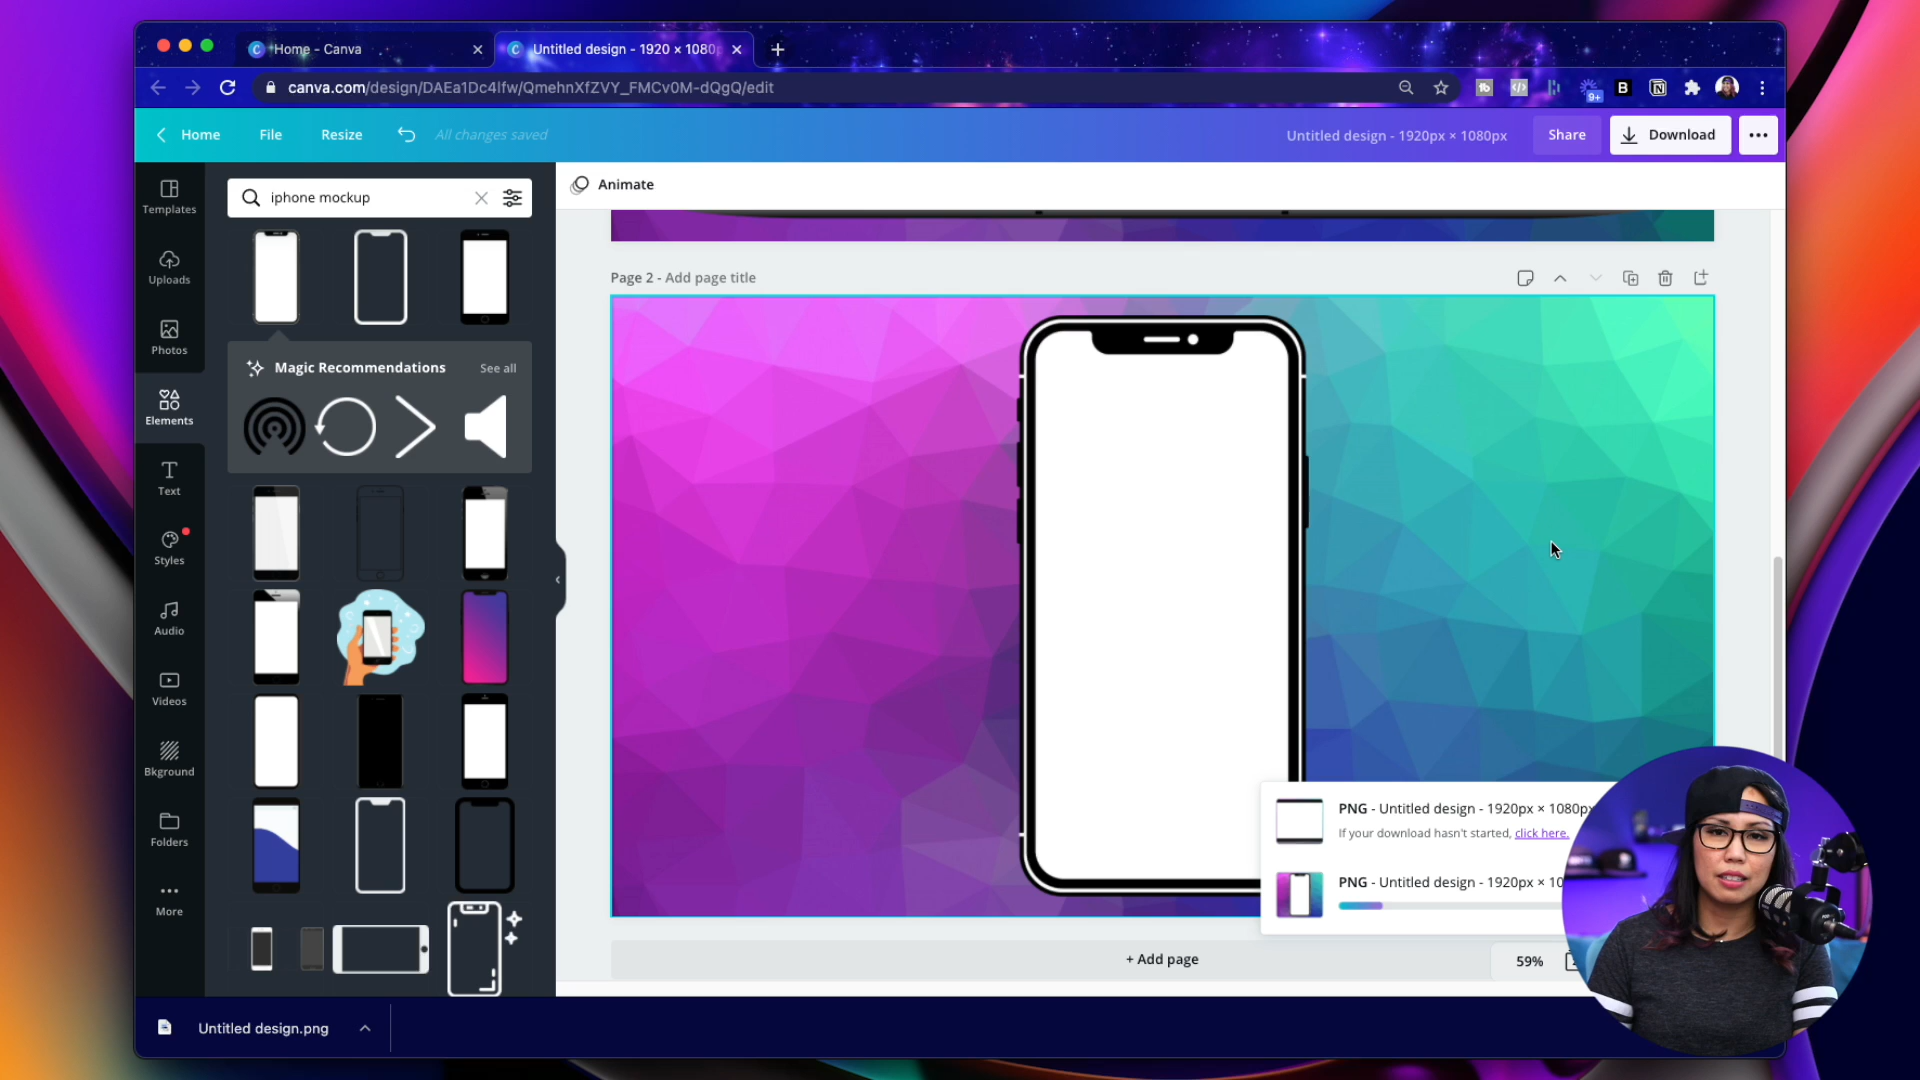 Home - Canva
Untitled design - 1920 × 1080p
canva.com/design/DAEa1Dc4lfw/QmehnXfZVY_FMCv0M-dQgQ/edit
9+
B
Home
File
Resize
All changes saved
Untitled design - 1920px × 1080px
Share
Download
Templates
Uploads
Photos
Elements
Text
Styles
Audio
Videos
Bkground
Folders
More
iphone mockup
Magic Recommendations
See all
Animate
Page 2 - Add page title
PNG - Untitled design - 1920px × 1080px
If your download hasn't started, click here.
PNG - Untitled design - 1920px × 10
+ Add page
59%
Untitled design.png